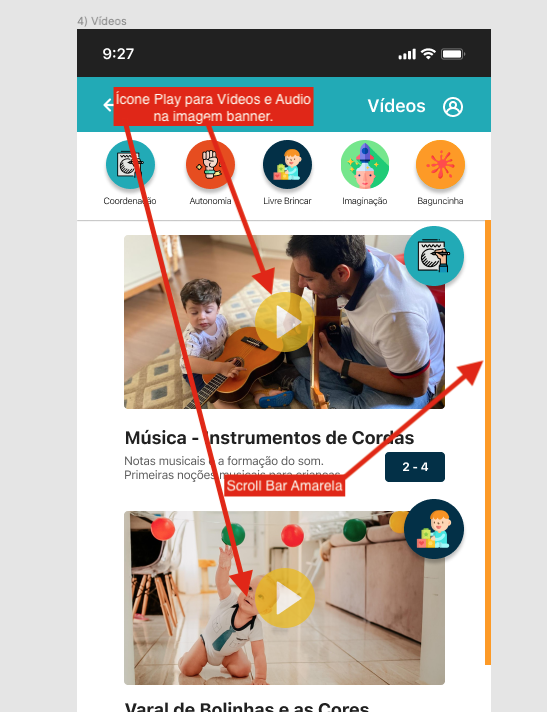 4) Vídeos
9:27
Ícone Play para Vídeos e Audio
na imagem banner.
Vídeos
Coordenação
Autonomia
Livre Brincar
Imaginação
Baguncinha
Música - Instrumentos de Cordas
Notas musicais e a formação do som.
Primeiras noções musicais para crianças.
2 - 4
Scroll Bar Amarela
Varal de Bolinhas e as Cores